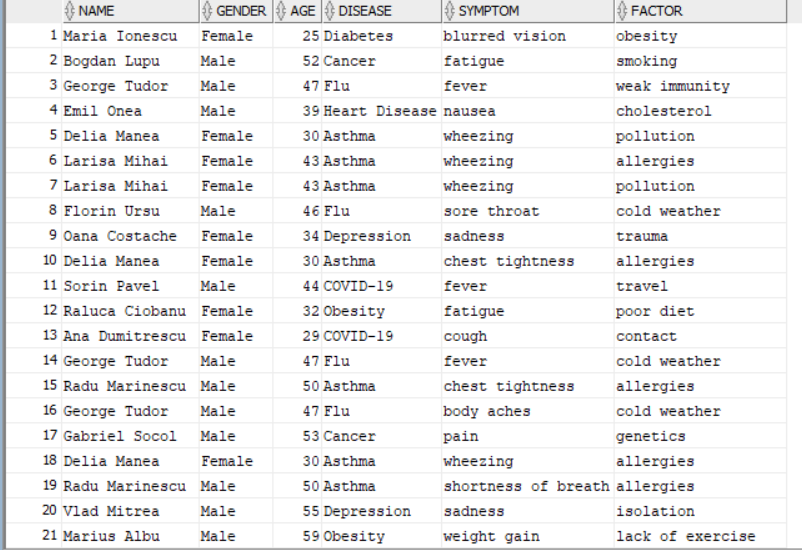 NAME GENDER AGE DISEASE SYMPTOM FACTOR
1 Maria Ionescu Female 25 Diabetes blurred vision obesity
2 Bogdan Lupu Male 52 Cancer fatigue smoking
3 George Tudor Male 47 Flu fever weak immunity
4 Emil Onea Male 39 Heart Disease nausea cholesterol
5 Delia Manea Female 30 Asthma wheezing pollution
6 Larisa Mihai Female 43 Asthma wheezing allergies
7 Larisa Mihai Female 43 Asthma wheezing pollution
8 Florin Ursu Male 46 Flu sore throat cold weather
9 Oana Costache Female 34 Depression sadness trauma
10 Delia Manea Female 30 Asthma chest tightness allergies
11 Sorin Pavel Male 44 COVID-19 fever travel
12 Raluca Ciobanu Female 32 Obesity fatigue poor diet
13 Ana Dumitrescu Female 29 COVID-19 cough contact
14 George Tudor Male 47 Flu fever cold weather
15 Radu Marinescu Male 50 Asthma chest tightness allergies
16 George Tudor Male 47 Flu body aches cold weather
17 Gabriel Socol Male 53 Cancer pain genetics
18 Delia Manea Female 30 Asthma wheezing allergies
19 Radu Marinescu Male 50 Asthma shortness of breath allergies
20 Vlad Mitrea Male 55 Depression sadness isolation
21 Marius Albu Male 59 Obesity weight gain lack of exercise